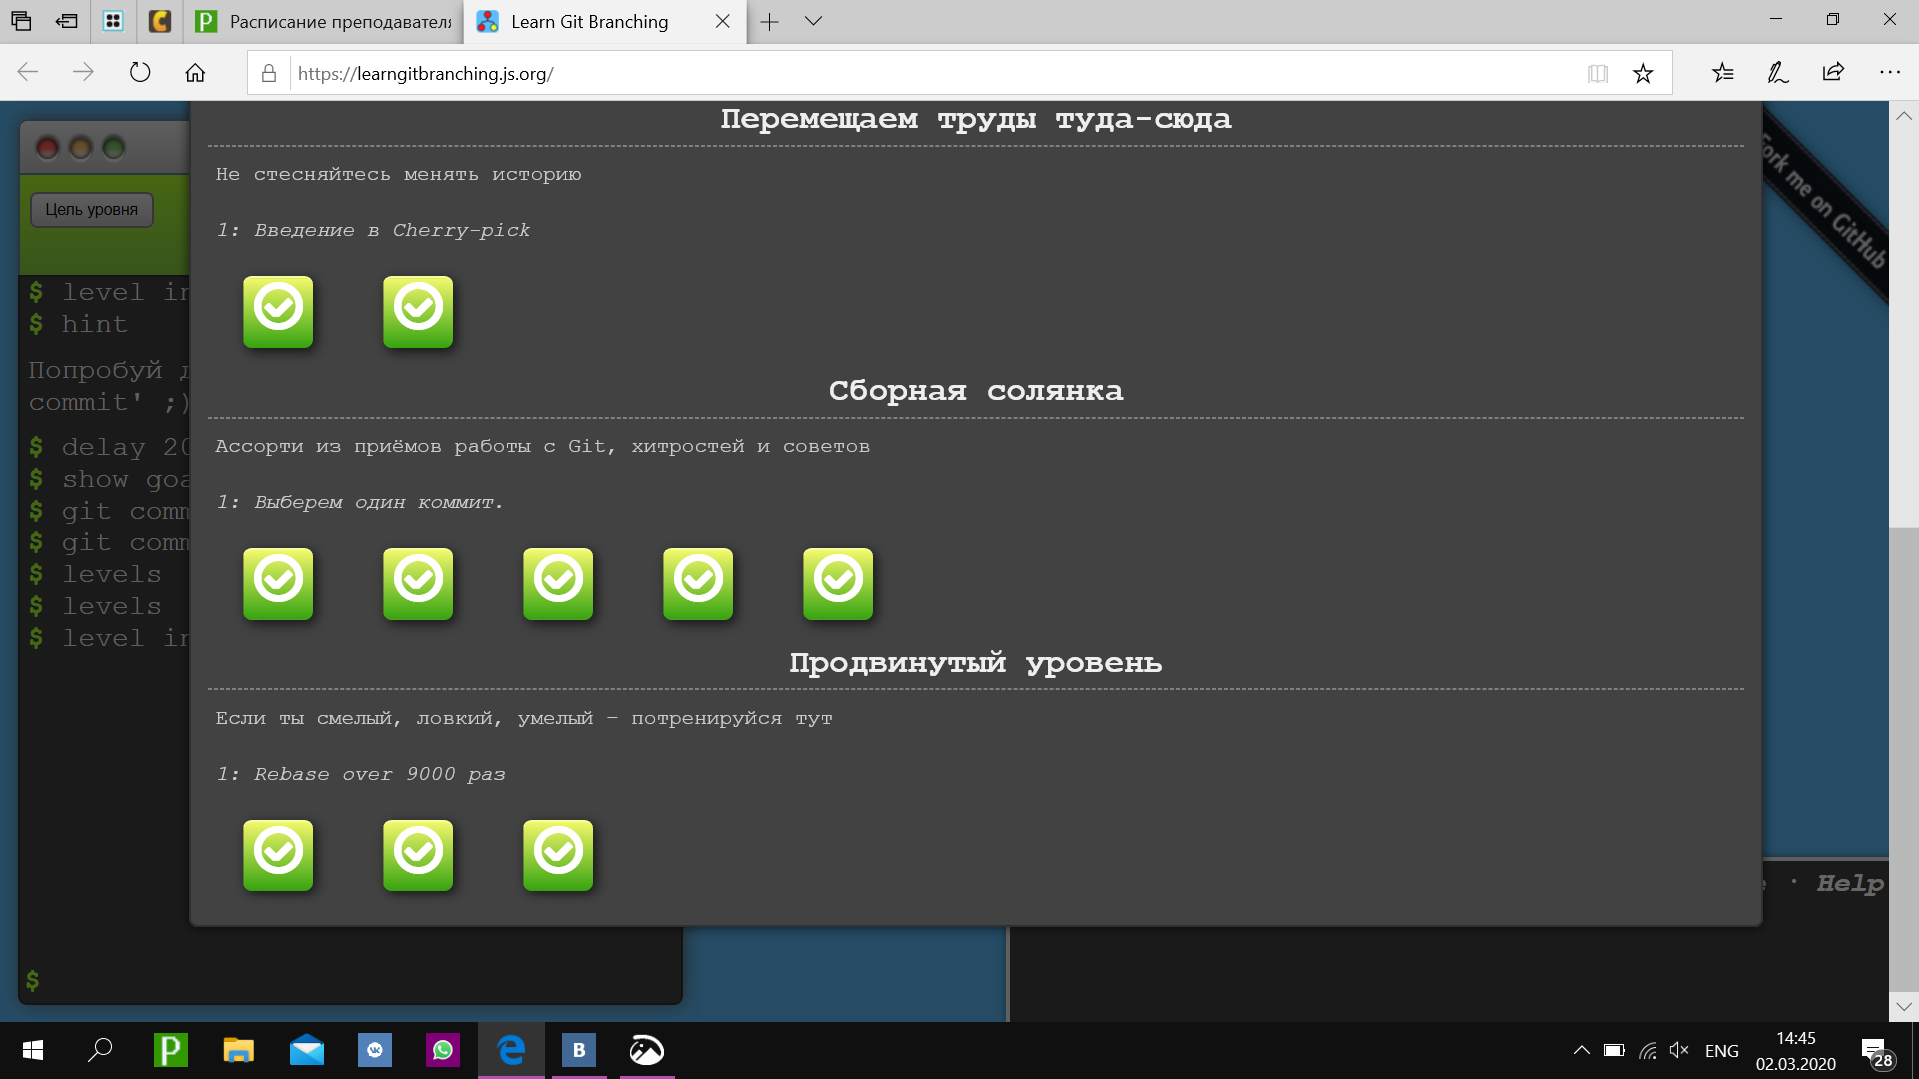 Расписание преподавателя
Learn Git Branching
https://learngitbranching.js.org/
Fork me on GitHub
Цель уровня
$ level in
$ hint
Попробуй д
commit' ;)
$ delay 20
$ show goa
$ git comm
$ git comm
$ levels
$ levels
$ level in
$
Перемещаем труды туда-сюда
Не стесняйтесь менять историю
1: Введение в Cherry-pick
Сборная солянка
Ассорти из приёмов работы с Git, хитростей и советов
1: Выберем один коммит.
Продвинутый уровень
Если ты смелый, ловкий, умелый – потренируйся тут
1: Rebase over 9000 раз
· Help
ENG
14:45
02.03.2020
28